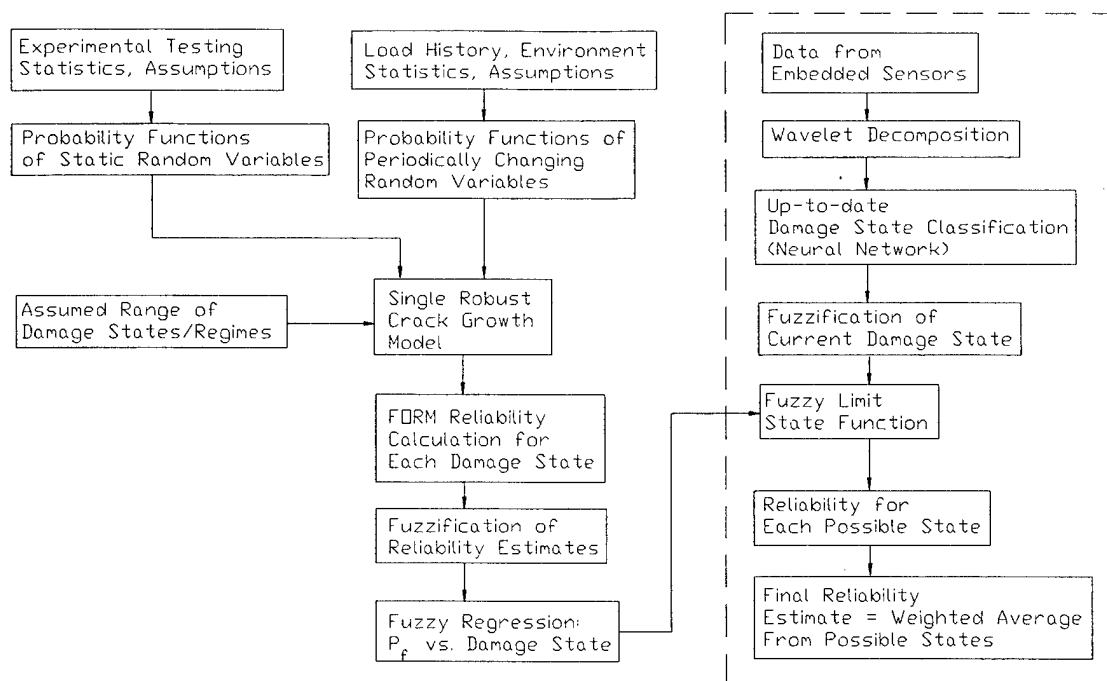 Experimental Testing
Statistics, Assumptions
Probability Functions
of Static Random Variables
Load History, Environment
Statistics, Assumptions
Probability Functions of
Periodically Changing
Random Variables
Assumed Range of
Damage States/Regimes
Single Robust
Crack Growth
Model
FORM Reliability
Calculation for
Each Damage State
Fuzzification of
Reliability Estimates
Fuzzy Regression:
P_f vs. Damage State
Data from
Embedded Sensors
Wavelet Decomposition
Up-to-date
Damage State Classification
(Neural Network)
Fuzzification of
Current Damage State
Fuzzy Limit
State Function
Reliability for
Each Possible State
Final Reliability
Estimate = Weighted Average
From Possible States